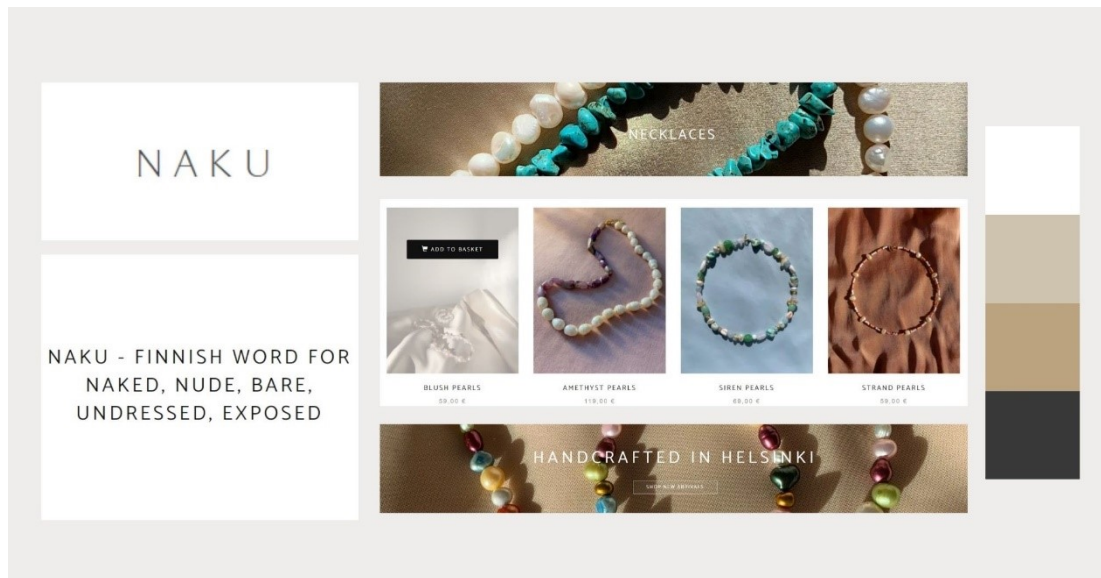 NAKU
NAKU - FINNISH WORD FOR
NAKED, NUDE, BARE,
UNDRESSED, EXPOSED
NECKLACES
ADD TO BASKET
BLUSH PEARLS
59,00 €
AMETHYST PEARLS
119,00 €
SIREN PEARLS
69,00 €
STRAND PEARLS
59,00 €
HANDCRAFTED IN HELSINKI
SHOP NEW ARRIVALS